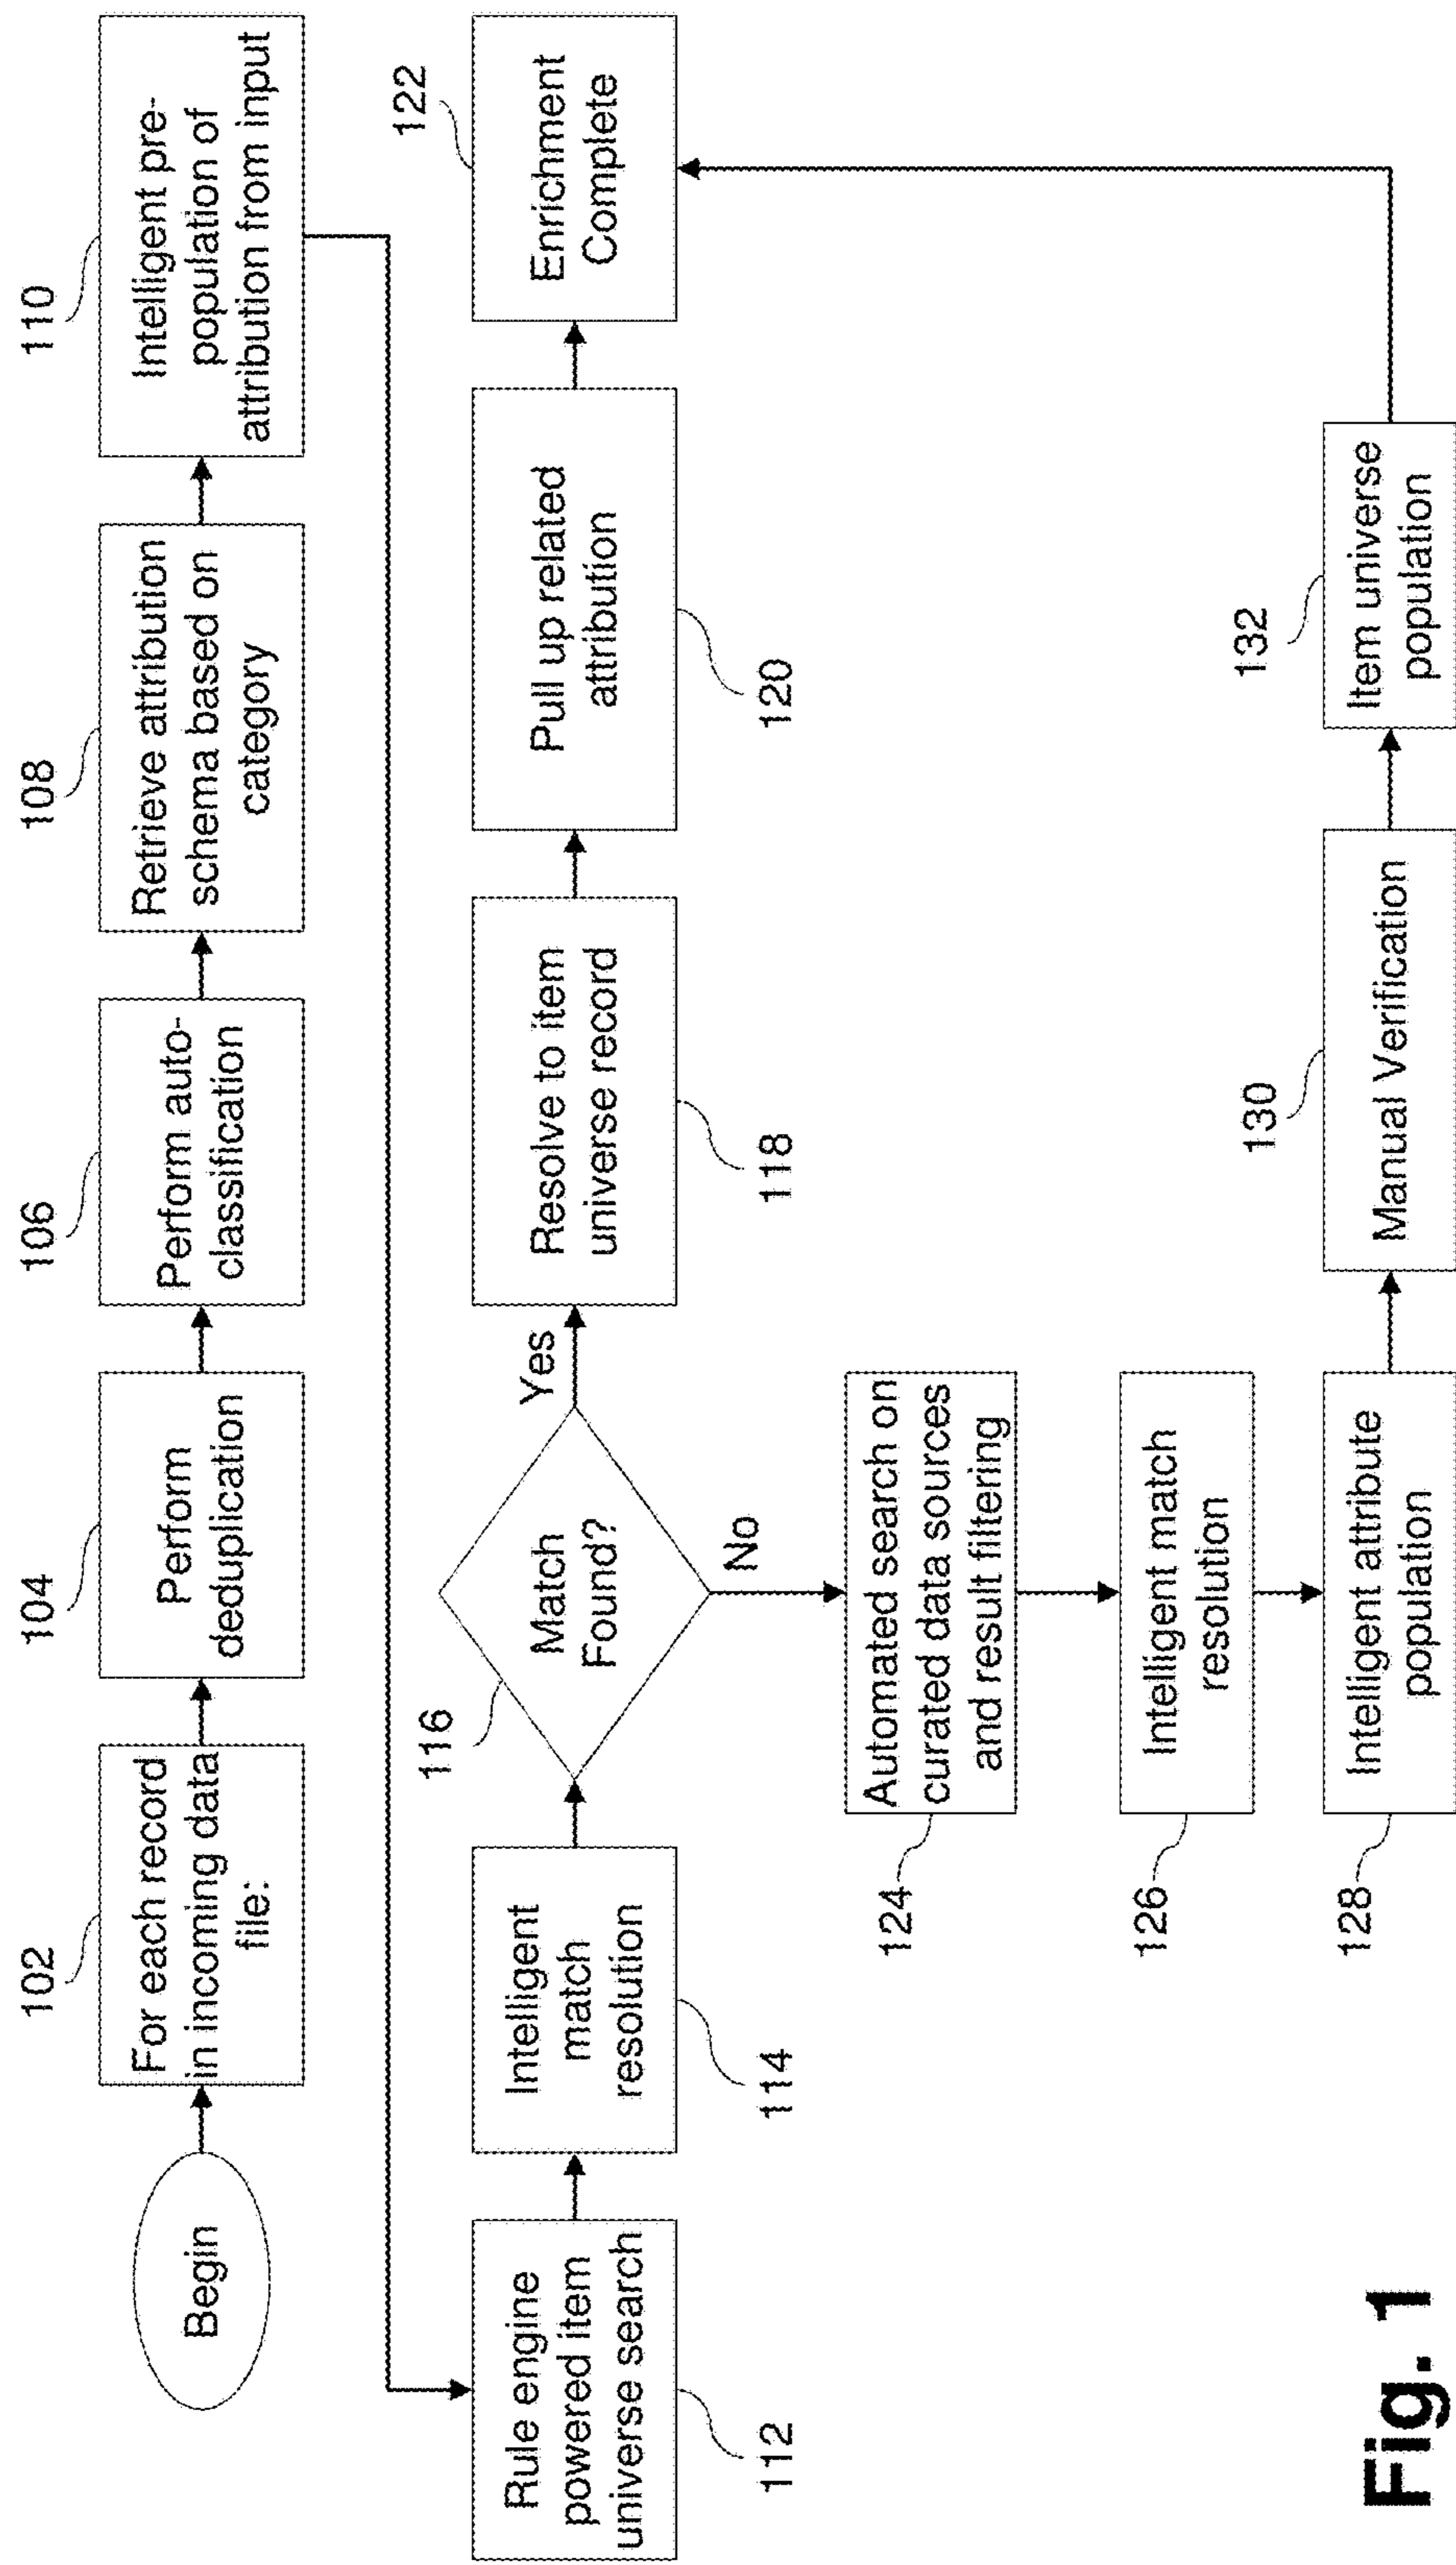 102
104
106
108
110
Begin
For each record
in incoming data
file:
Perform
deduplication
Perform auto-
classification
Retrieve attribution
schema based on
category
Intelligent pre-
population of
attribution from input
116
122
Rule engine
powered item
universe search
Intelligent
match
resolution
Match
Found?
Yes
Resolve to item
universe record
Pull up related
attribution
Enrichment
Complete
112
114
No
118
120
Automated search on
curated data sources
and result filtering
124
Intelligent match
resolution
126
130
132
Intelligent attribute
population
128
Manual Verification
Item universe
population
Fig. 1